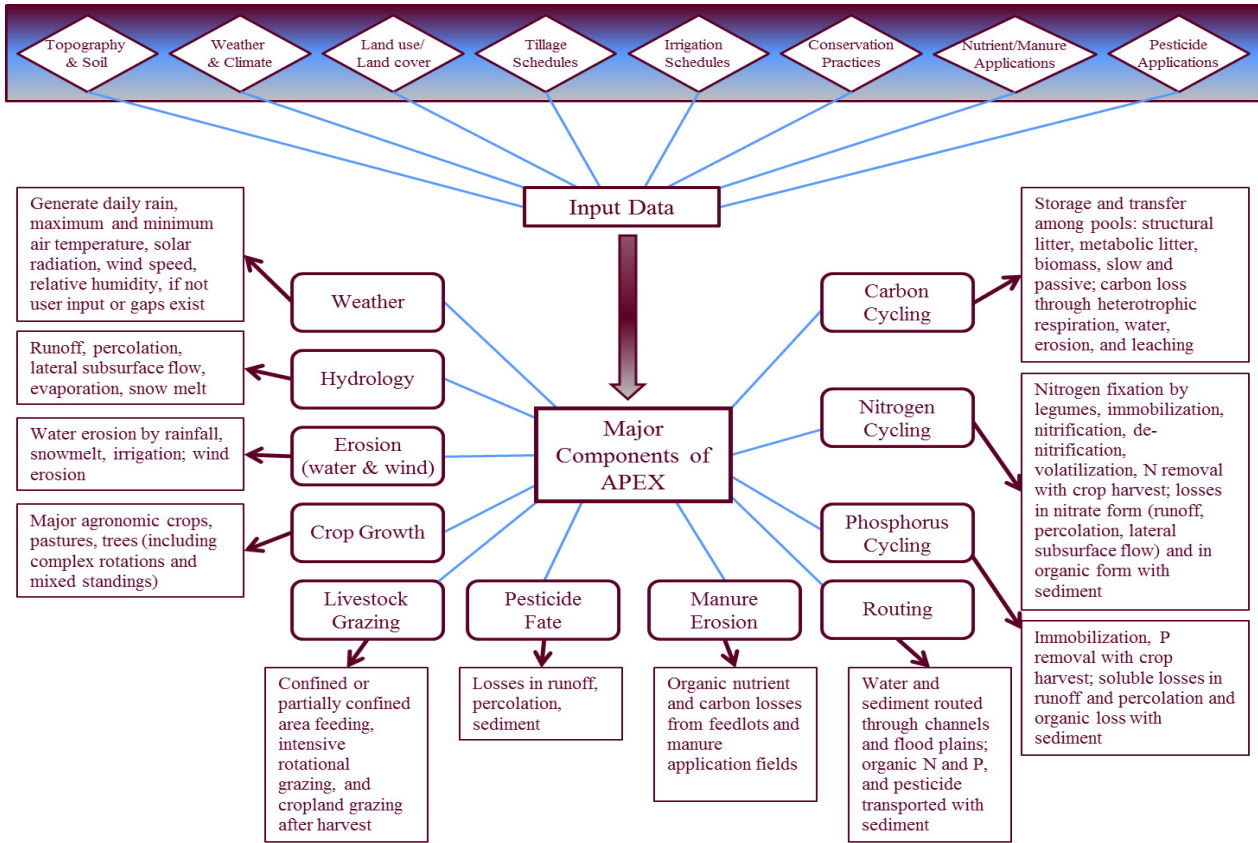 Topography
& Soil
Weather
& Climate
Land use/
Land cover
Tillage
Schedules
Irrigation
Schedules
Conservation
Practices
Nutrient/Manure
Applications
Pesticide
Applications
Input Data
Generate daily rain,
maximum and minimum
air temperature, solar
radiation, wind speed,
relative humidity, if not
user input or gaps exist
Weather
Runoff, percolation,
lateral subsurface flow,
evaporation, snow melt
Hydrology
Water erosion by rainfall,
snowmelt, irrigation; wind
erosion
Erosion
(water & wind)
Major agronomic crops,
pastures, trees (including
complex rotations and
mixed standings)
Crop Growth
Major
Components of
APEX
Carbon
Cycling
Storage and transfer
among pools: structural
litter, metabolic litter,
biomass, slow and
passive; carbon loss
through heterotrophic
respiration, water,
erosion, and leaching
Nitrogen
Cycling
Nitrogen fixation by
legumes, immobilization,
nitrification, de-
nitrification,
volatilization, N removal
with crop harvest; losses
in nitrate form (runoff,
percolation, lateral
subsurface flow) and in
organic form with
sediment
Phosphorus
Cycling
Immobilization, P
removal with crop
harvest; soluble losses in
runoff and percolation and
organic loss with
sediment
Livestock
Grazing
Confined or
partially confined
area feeding,
intensive
rotational
grazing, and
cropland grazing
after harvest
Pesticide
Fate
Losses in runoff,
percolation,
sediment
Manure
Erosion
Organic nutrient
and carbon losses
from feedlots and
manure
application fields
Routing
Water and
sediment routed
through channels
and flood plains;
organic N and P,
and pesticide
transported with
sediment